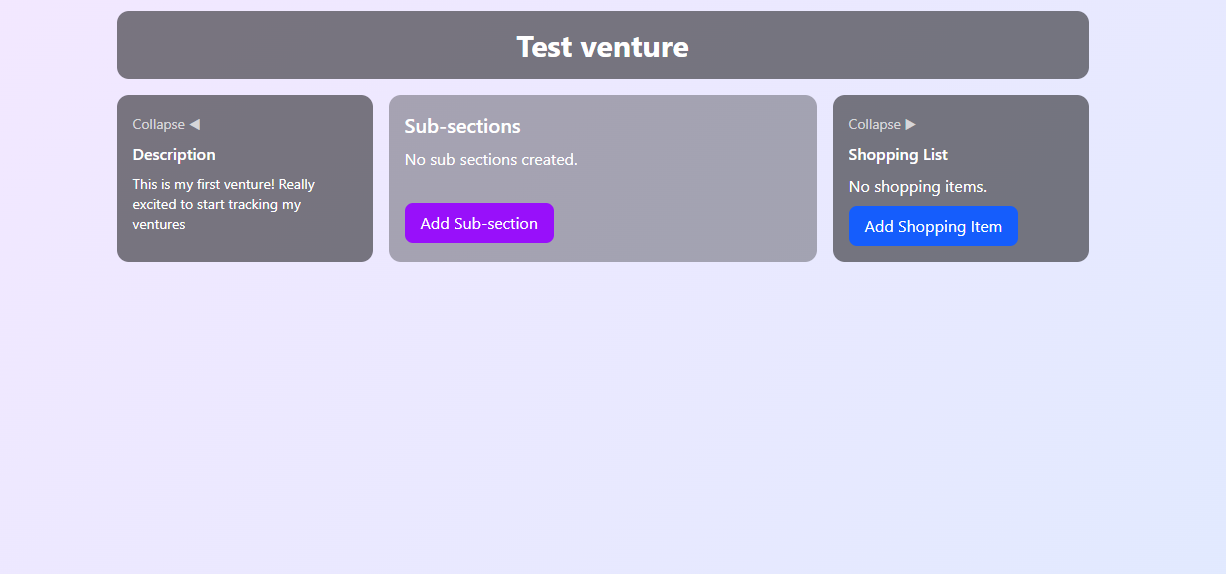 Test venture
Collapse ◀
Description
This is my first venture! Really
excited to start tracking my
ventures
Sub-sections
No sub sections created.
Add Sub-section
Collapse ▶
Shopping List
No shopping items.
Add Shopping Item